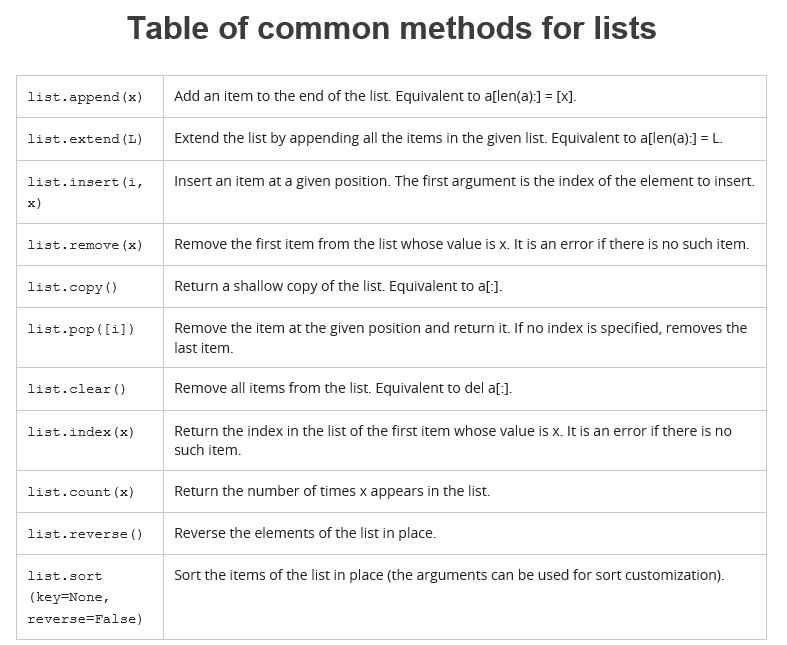 Table of common methods for lists
list.append(x)
Add an item to the end of the list. Equivalent to a[len(a):] = [x].
list.extend(L)
Extend the list by appending all the items in the given list. Equivalent to a[len(a):] = L.
list.insert(i,
x)
Insert an item at a given position. The first argument is the index of the element to insert.
list.remove(x)
Remove the first item from the list whose value is x. It is an error if there is no such item.
list.copy()
Return a shallow copy of the list. Equivalent to a[:].
list.pop([i])
Remove the item at the given position and return it. If no index is specified, removes the
last item.
list.clear()
Remove all items from the list. Equivalent to del a[:].
list.index(x)
Return the index in the list of the first item whose value is x. It is an error if there is no
such item.
list.count(x)
Return the number of times x appears in the list.
list.reverse()
Reverse the elements of the list in place.
list.sort
(key=None,
reverse=False)
Sort the items of the list in place (the arguments can be used for sort customization).